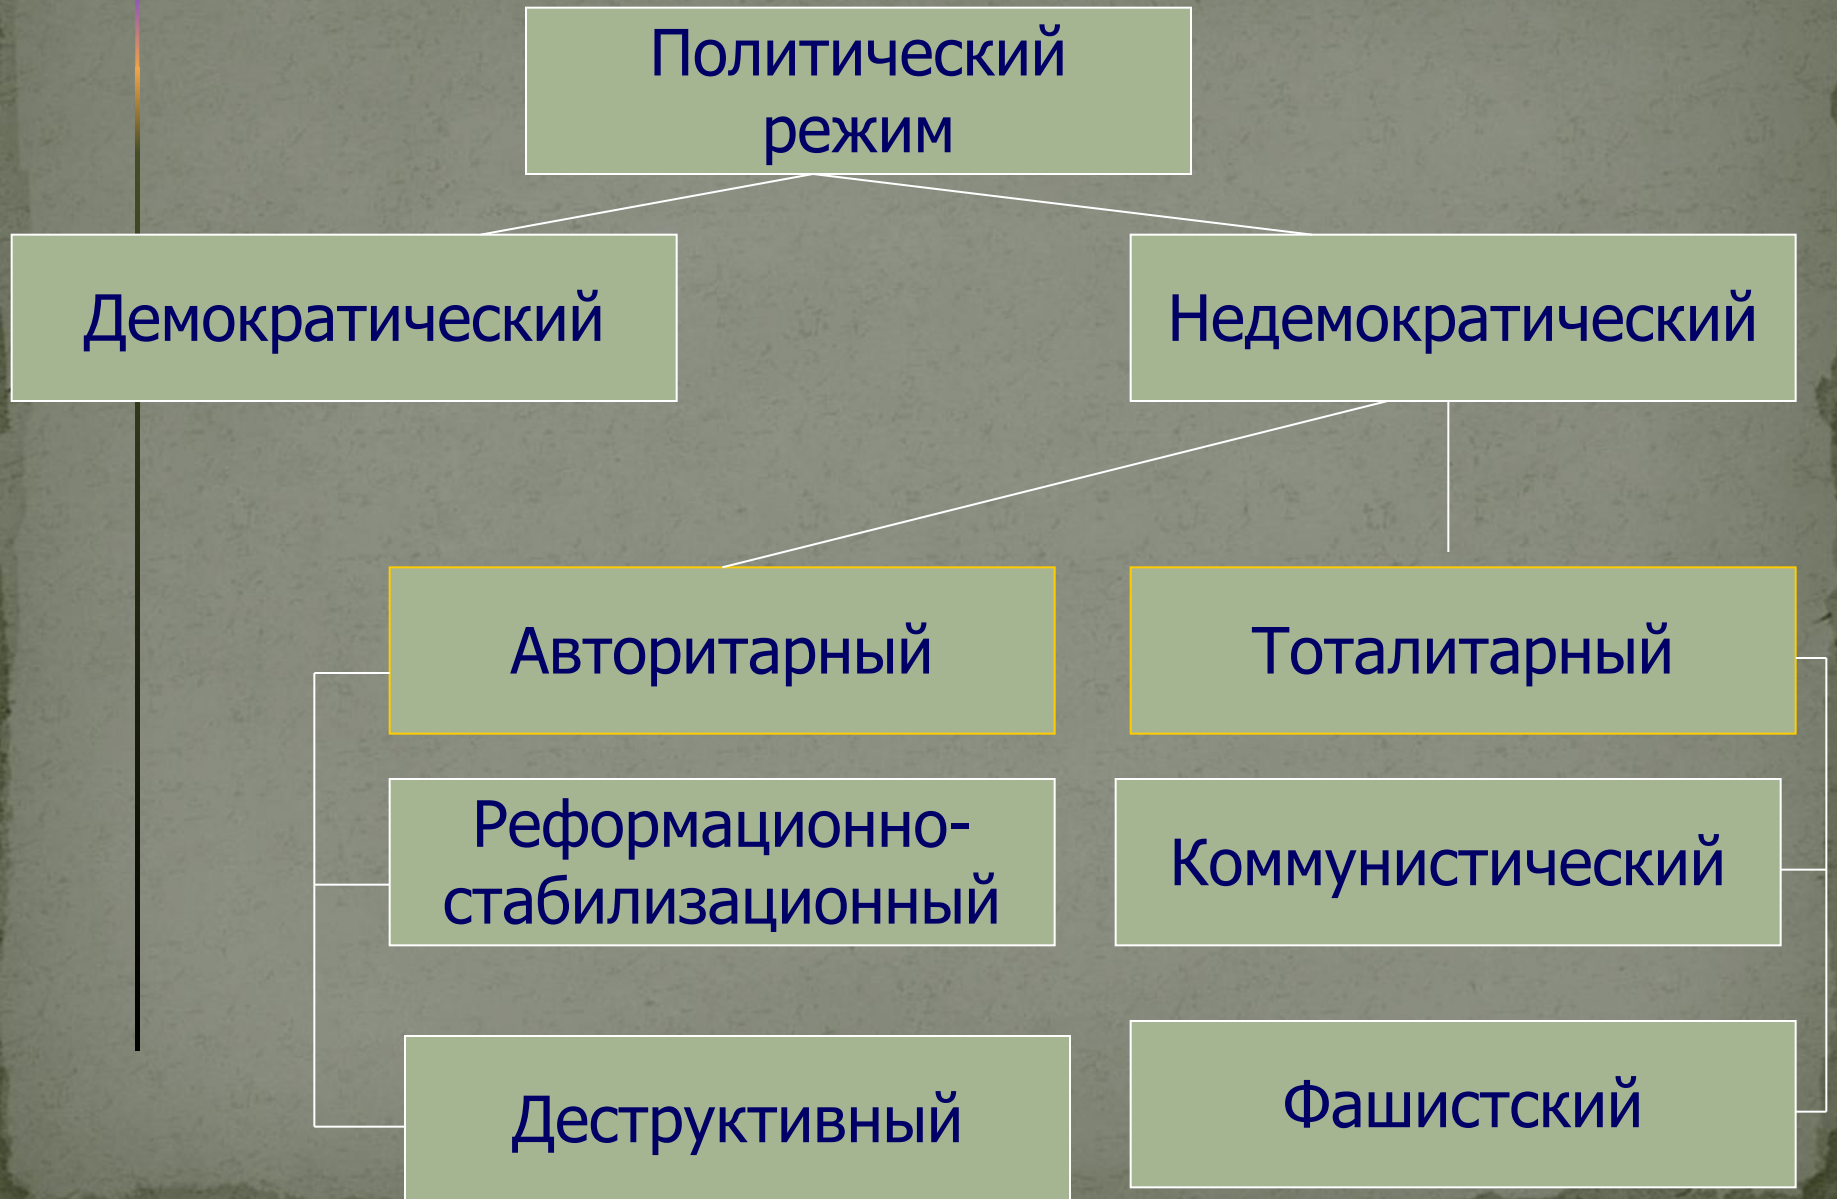 Политический
режим
Демократический
Недемократический
Авторитарный
Тоталитарный
Реформационно-
стабилизационный
Коммунистический
Деструктивный
Фашистский